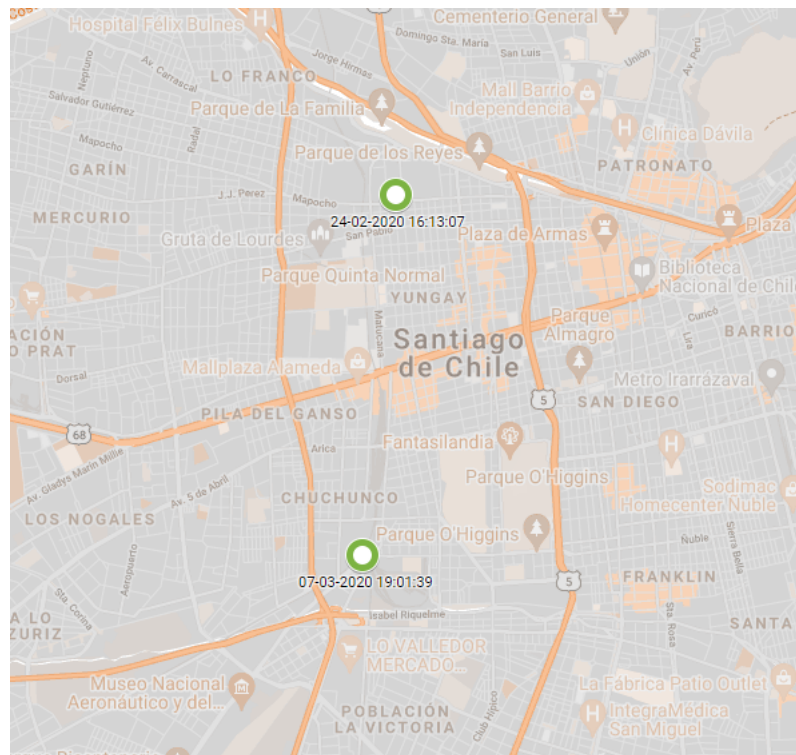 Cementerio General
Hospital Félix Bulnes
Domingo Sta. María
San Luis
Jorge Hirmas
Unión
Av. Perú
Neptuno
Av. Carrascal
LO FRANCO
Mall Barrio
Independencia
Salvador Gutiérrez
Radal
Parque de La Familia
Clínica Dávila
Mapocho
Parque de los Reyes
PATRONATO
GARÍN
J.J. Perez
Mapocho
MERCURIO
24-02-2020 16:13:07
Plaza
San Pablo
Gruta de Lourdes
Plaza de Armas
Parque Quinta Normal
Biblioteca
Nacional de Chile
YUNGAY
Matucana
Parque
Almagro
Curicó
Lira
ACIÓN
O PRAT
Santiago
de Chile
BARRIO
Mallplaza Alameda
Dorsal
Metro Irarrázaval
5
SAN DIEGO
PILA DEL GANSO
68
Fantasilandia
Arica
Av. Gladys Marín Millie
Av. 5 de Abril
Parque O'Higgins
CHUCHUNCO
Sodimac
Homecenter Ñuble
LOS NOGALES
Parque O'Higgins
Ñuble
Sierra Bella
Aeropuerto
07-03-2020 19:01:39
5
FRANKLIN
Sta. Corina
Sta. Rosa
A LO
ZURIZ
Isabel Riquelme
SANTA
LO VALLEDOR
MERCADO...
Museo Nacional
Aeronáutico y del...
La Fábrica Patio Outlet
POBLACIÓN
LA VICTORIA
Club Hípico
IntegraMédica
San Miguel